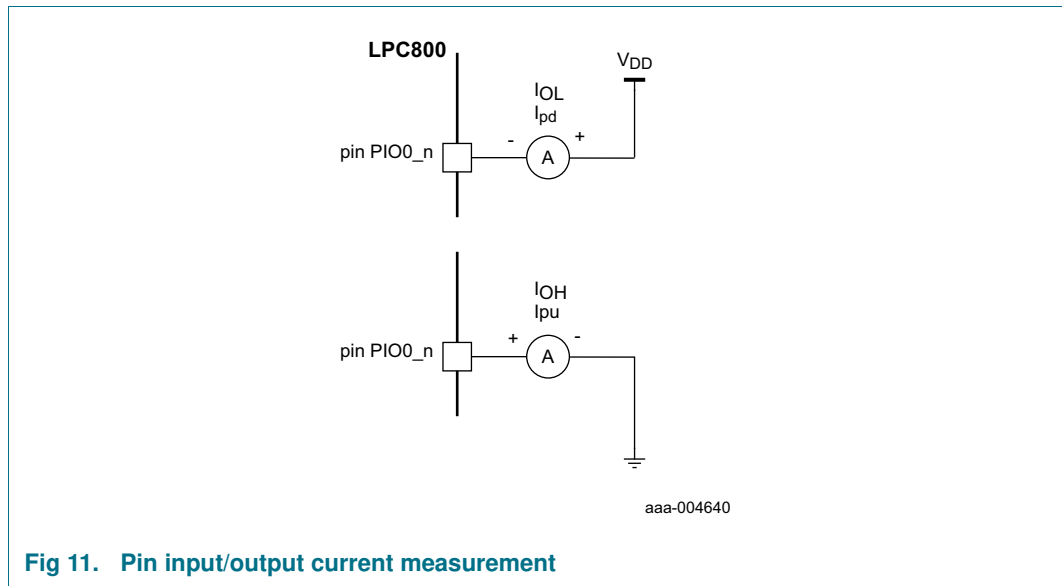 LPC800
VDD
IOL
Ipd
- +
pin PIO0_n
A
IOH
Ipu
+ -
pin PIO0_n
A
aaa-004640
Fig 11. Pin input/output current measurement